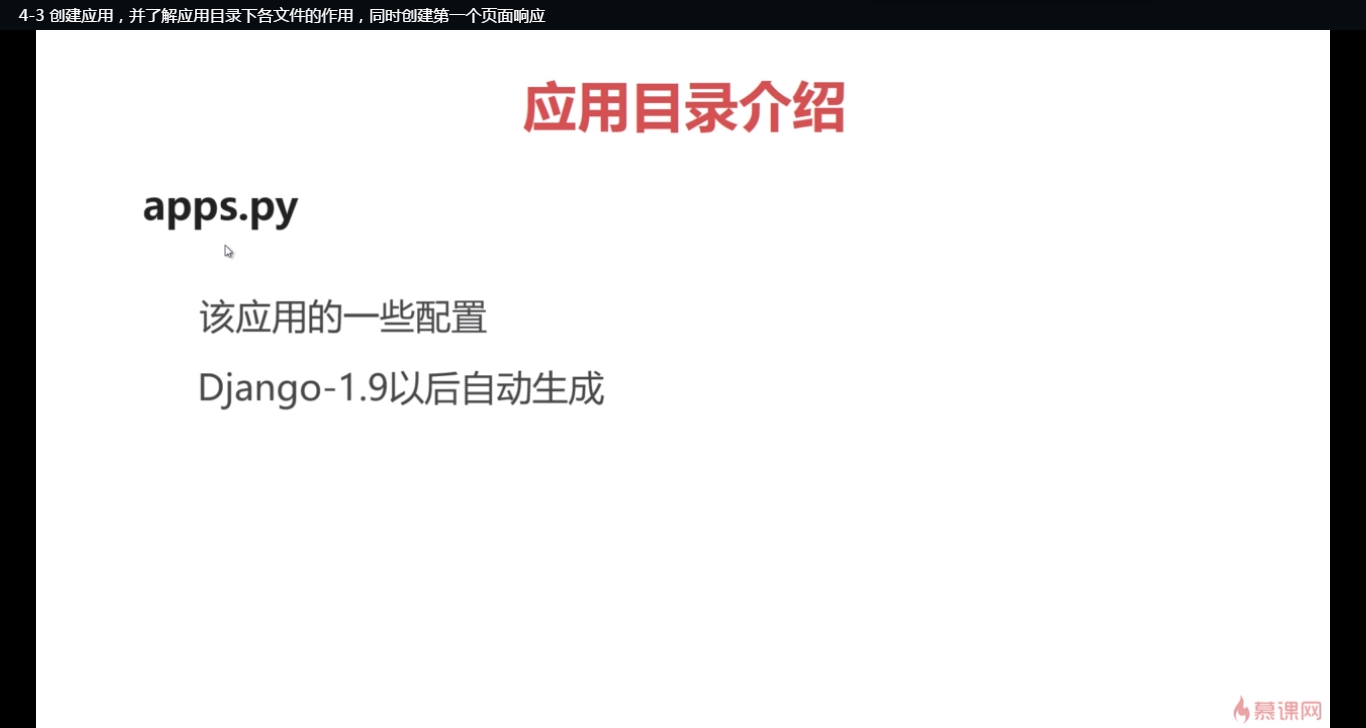 4-3 创建应用，并了解应用目录下各文件的作用，同时创建第一个页面响应
应用目录介绍
apps.py
该应用的一些配置
Django-1.9以后自动生成
慕课网